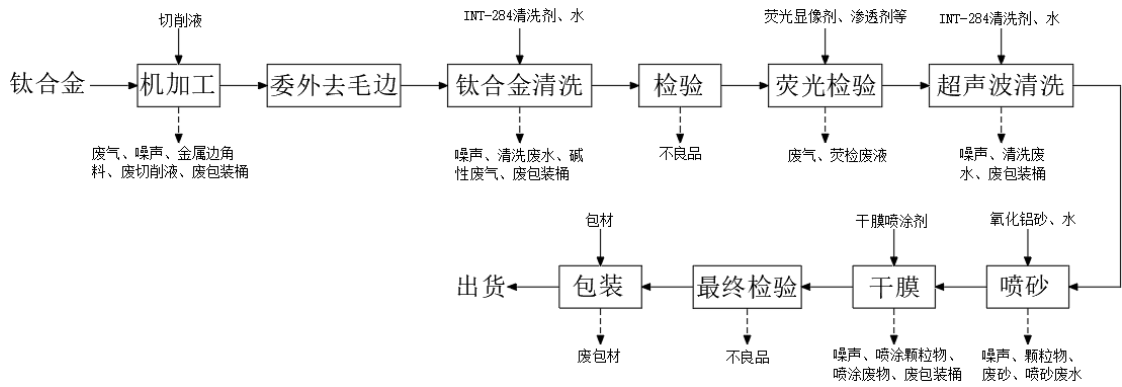 切削液
INT-284清洗剂、水
荧光显像剂、渗透剂等
INT-284清洗剂、水
钛合金
机加工
委外去毛边
钛合金清洗
检验
荧光检验
超声波清洗
废气、噪声、金属边角
料、废切削液、废包装桶
噪声、清洗废水、碱
性废气、废包装桶
不良品
废气、荧检废液
噪声、清洗废
水、废包装桶
包材
干膜喷涂剂
氧化铝砂、水
出货
包装
最终检验
干膜
喷砂
废包材
不良品
噪声、喷涂颗粒物、
喷涂废物、废包装桶
噪声、颗粒物、
废砂、喷砂废水